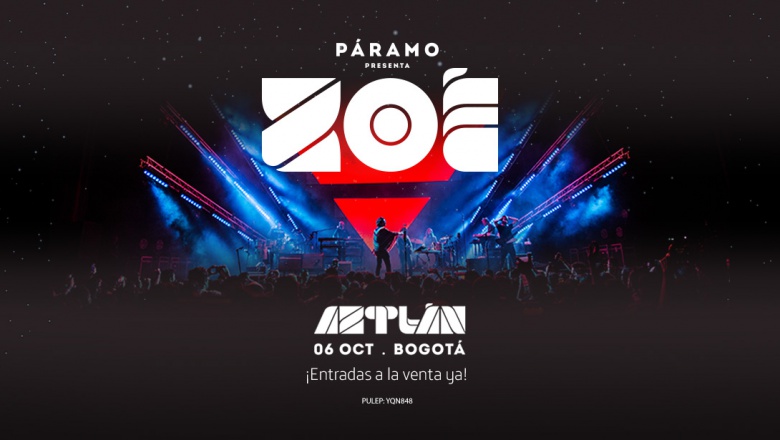 PÁRAMO
PRESENTA
ZOÉ
AZTLÁN
06 OCT . BOGOTÁ
¡Entradas a la venta ya!
PULEP: YQN848